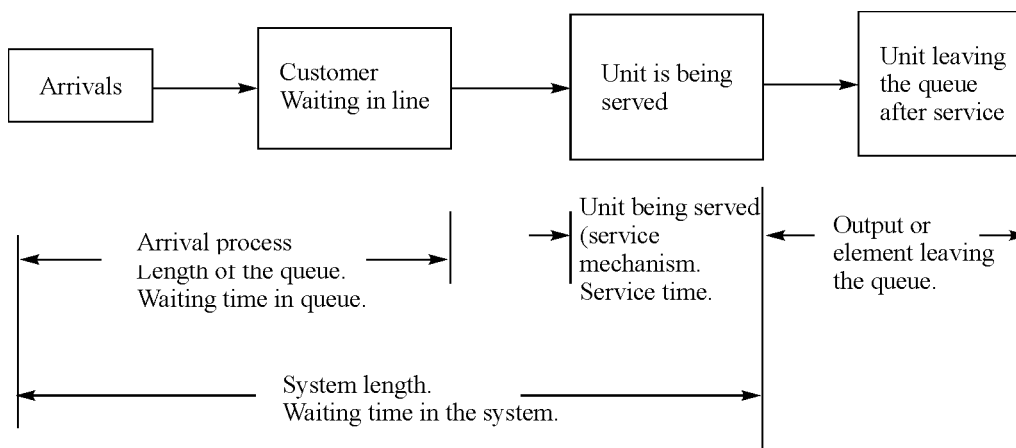 Arrivals
Customer
Waiting in line
Unit is being
served
Unit leaving
the queue
after service
Arrival process
Length of the queue.
Waiting time in queue.
Unit being served
(service
mechanism.
Service time.
Output or
element leaving
the queue.
System length.
Waiting time in the system.